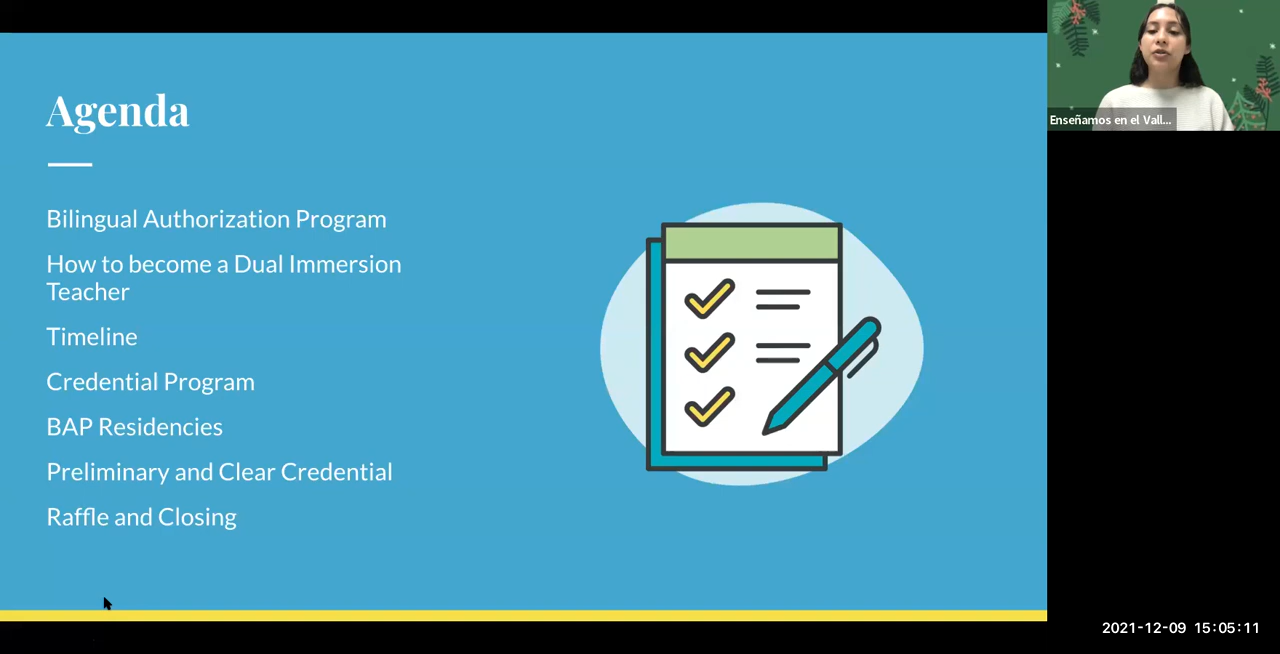 Agenda
Bilingual Authorization Program
How to become a Dual Immersion
Teacher
Timeline
Credential Program
BAP Residencies
Preliminary and Clear Credential
Raffle and Closing
Enseñamos en el Vall...
2021-12-09 15:05:11